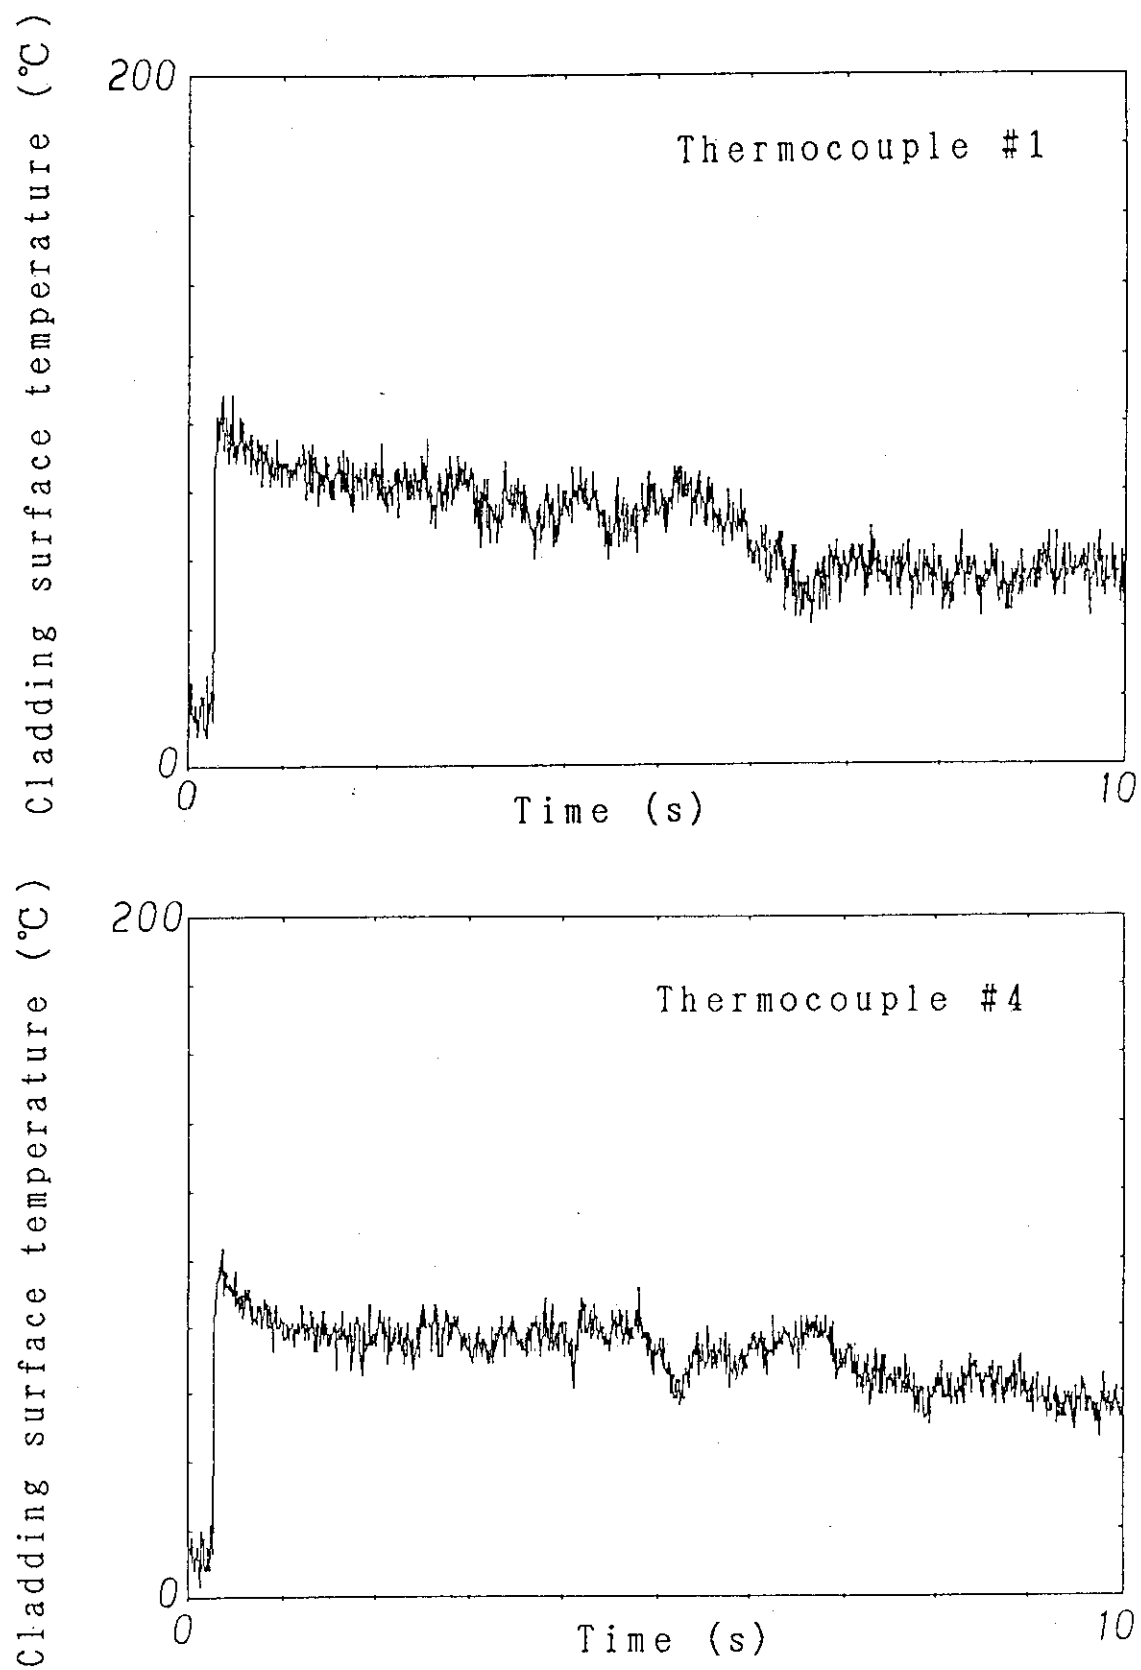 Cladding surface temperature (°C)
200
Thermocouple #1
0
0
10
Time (s)
Cladding surface temperature (°C)
200
Thermocouple #4
0
0
10
Time (s)